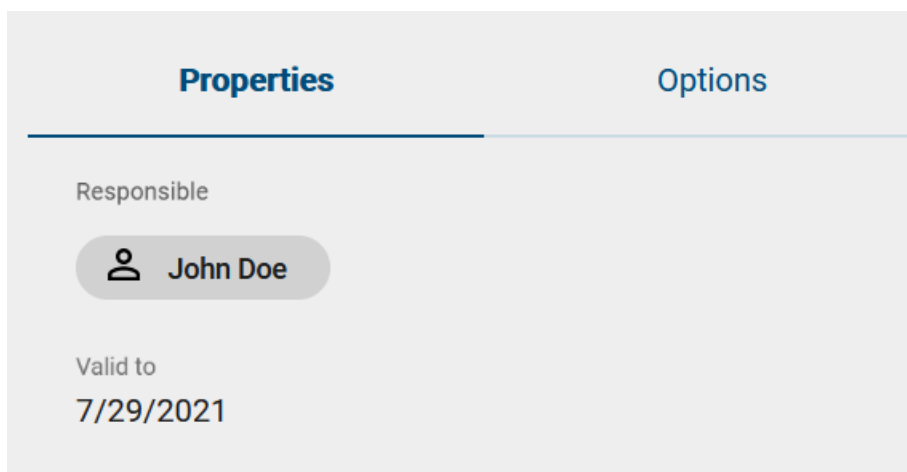 Properties Options
Responsible
John Doe
Valid to
7/29/2021